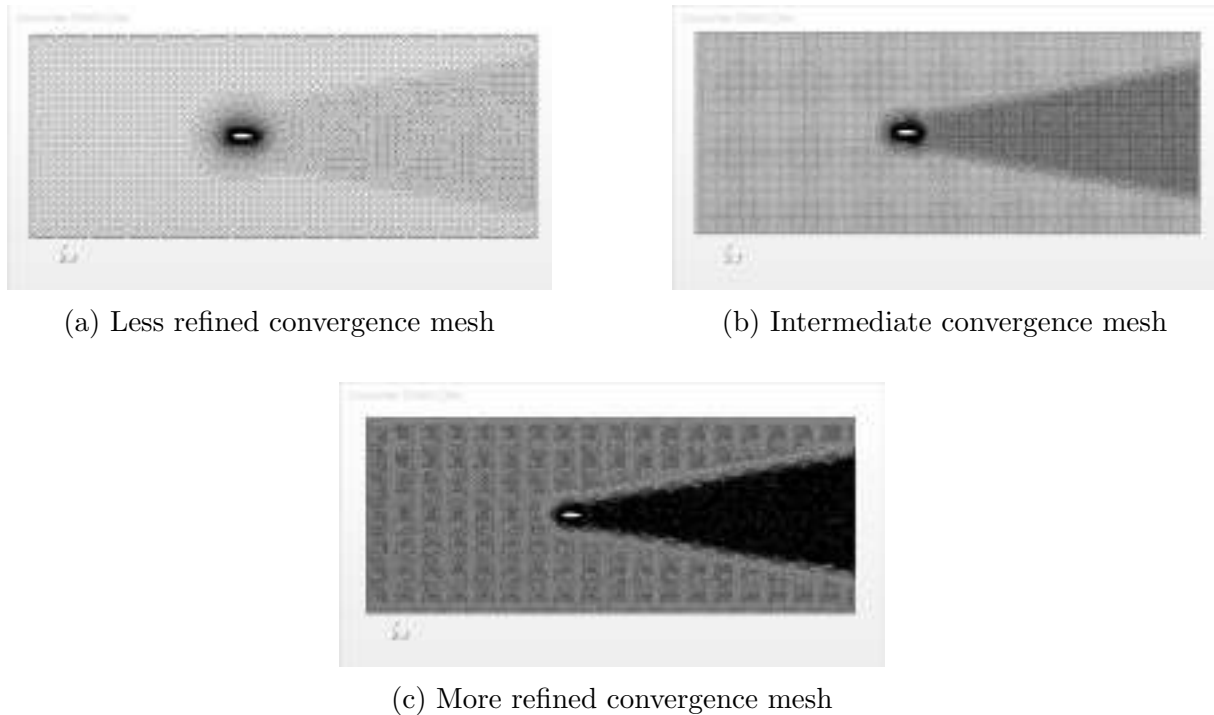 (a) Less refined convergence mesh
(b) Intermediate convergence mesh
(c) More refined convergence mesh